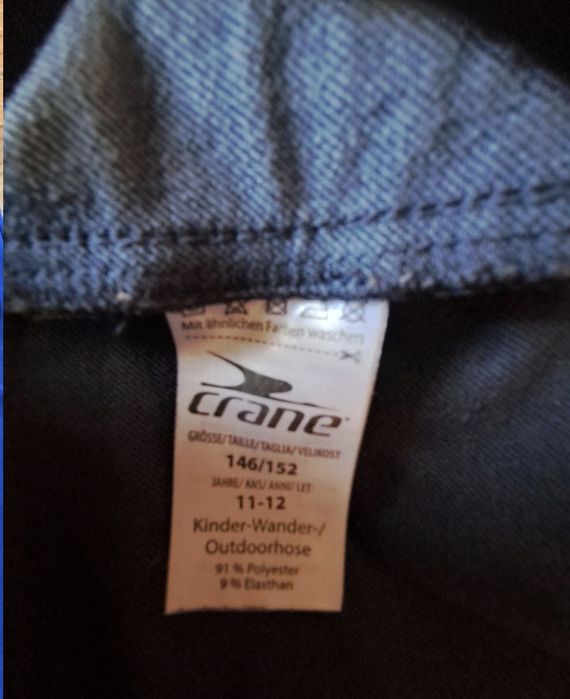 Mit ähnlichen Farben waschen
crane
GRÖSSE/TAILLE/TAGLIA/VELIKOST
146/152
JAHRE/ANS/ANNI/LET
11-12
Kinder-Wander-/
Outdoorhose
91 % Polyester
9 % Elasthan